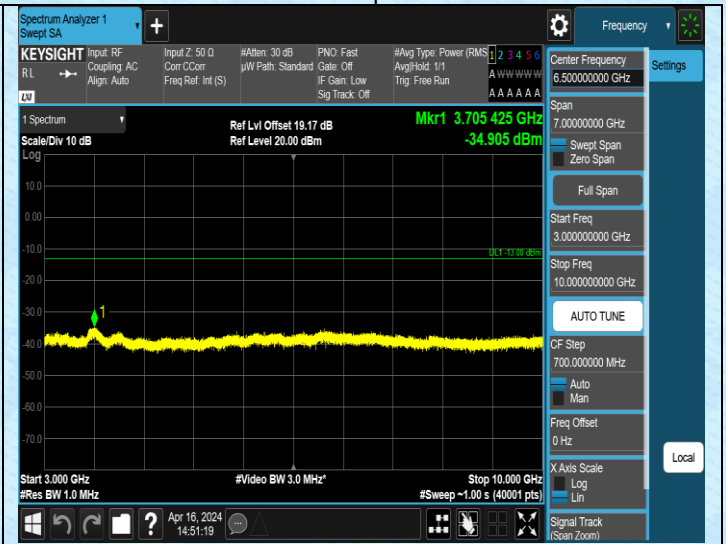 Spectrum Analyzer 1
Swept SA
+
Frequency
KEYSIGHT
RL
LXI
Input: RF
Coupling: AC
Align: Auto
Input Z: 50 Ω
Corr CCorr
Freq Ref: Int (S)
#Atten: 30 dB
µW Path: Standard
PNO: Fast
Gate: Off
IF Gain: Low
Sig Track: Off
#Avg Type: Power (RMS
Avg|Hold: 1/1
Trig: Free Run
1 2 3 4 5 6
A W W W W W
A A A A A A
1 Spectrum
Scale/Div 10 dB
Log
Ref Lvl Offset 19.17 dB
Ref Level 20.00 dBm
Mkr1 3.705 425 GHz
-34.905 dBm
10.0
0.00
-10.0
-20.0
-30.0
-40.0
-50.0
-60.0
-70.0
DL1 -13.00 dBm
1
Start 3.000 GHz
#Res BW 1.0 MHz
#Video BW 3.0 MHz*
Stop 10.000 GHz
#Sweep ~1.00 s (40001 pts)
Center Frequency
6.500000000 GHz
Span
7.00000000 GHz
Swept Span
Zero Span
Full Span
Start Freq
3.000000000 GHz
Stop Freq
10.000000000 GHz
AUTO TUNE
CF Step
700.000000 MHz
Auto
Man
Freq Offset
0 Hz
X Axis Scale
Log
Lin
Signal Track
(Span Zoom)
Settings
Local
?
Apr 16, 2024
14:51:19